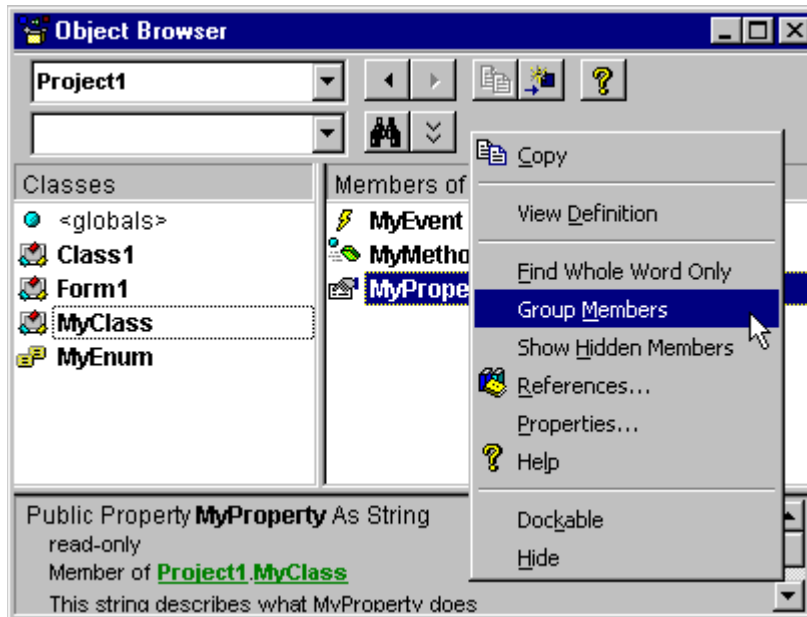 Object Browser
Project1
Classes
Members of
<globals>
Class1
Form1
MyClass
MyEnum
MyEvent
Copy
View Definition
Find Whole Word Only
Group Members
Show Hidden Members
References...
Properties...
Help
Dockable
Hide
Public Property MyProperty As String
read-only
Member of Project1.MyClass
This string describes what MyProperty does